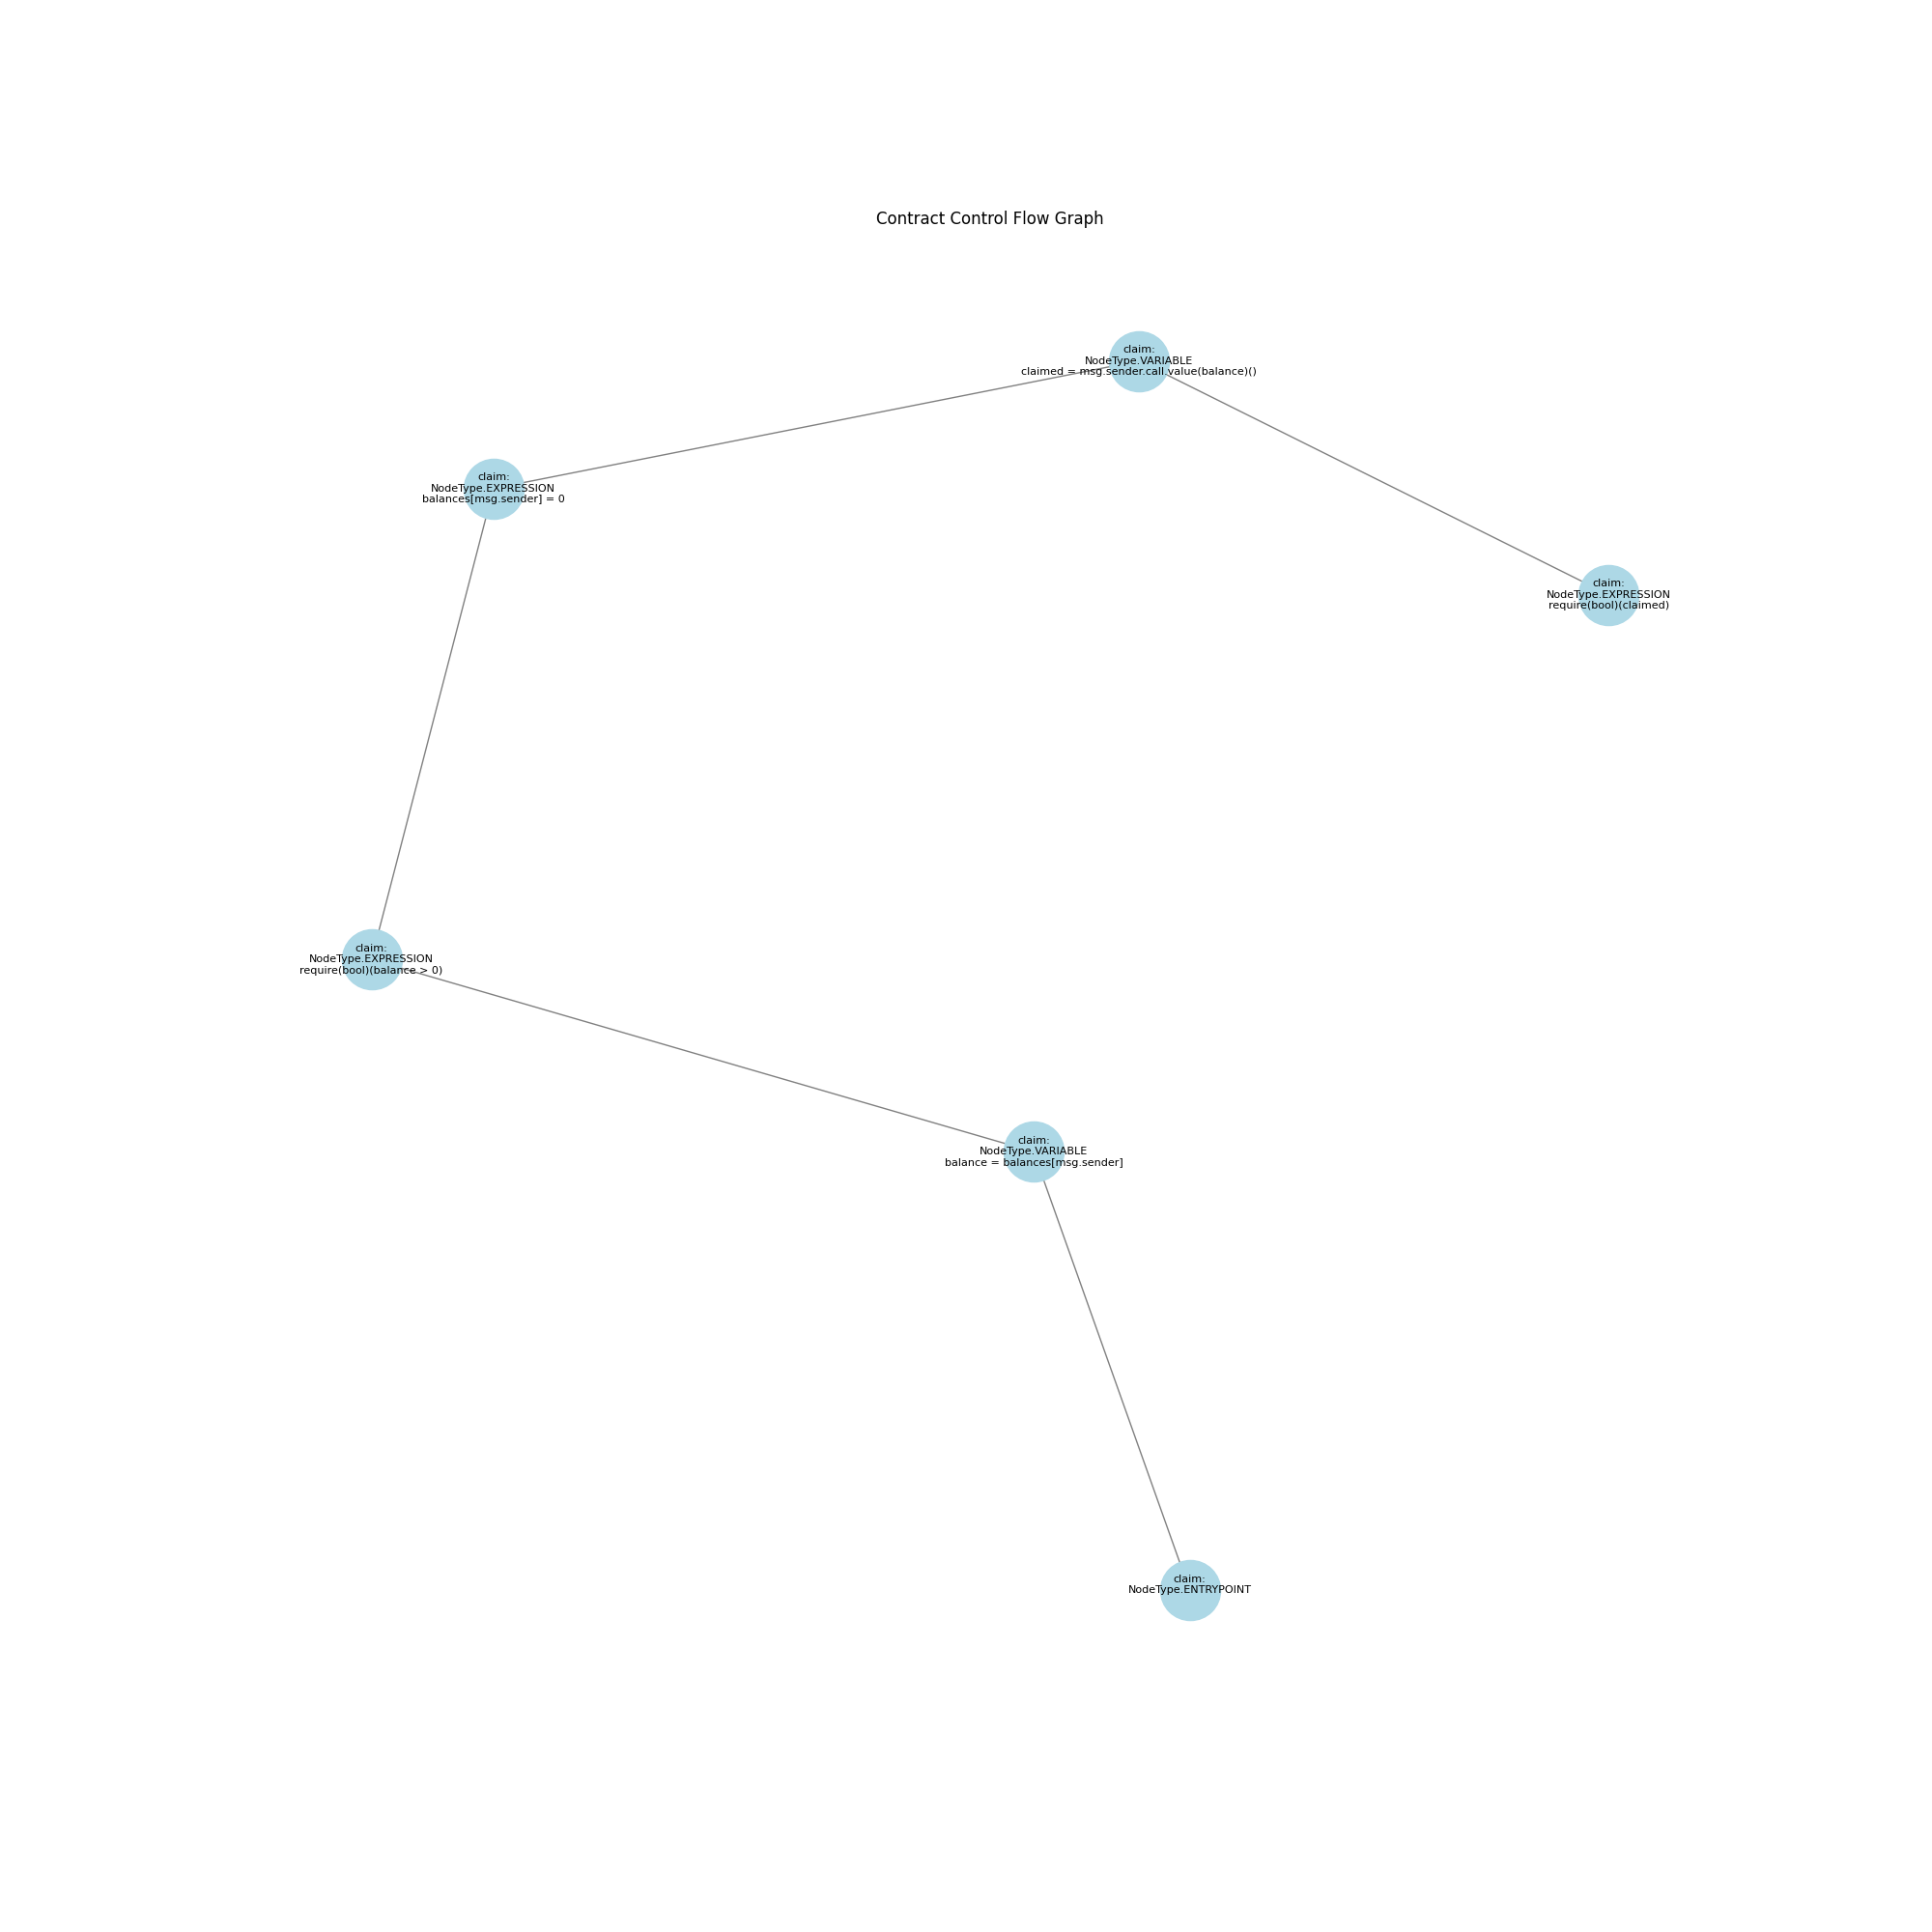 Contract Control Flow Graph
claim:
NodeType.VARIABLE
claimed = msg.sender.call.value(balance)()
claim:
NodeType.EXPRESSION
balances[msg.sender] = 0
claim:
NodeType.EXPRESSION
require(bool)(claimed)
claim:
NodeType.EXPRESSION
require(bool)(balance > 0)
claim:
NodeType.VARIABLE
balance = balances[msg.sender]
claim:
NodeType.ENTRYPOINT